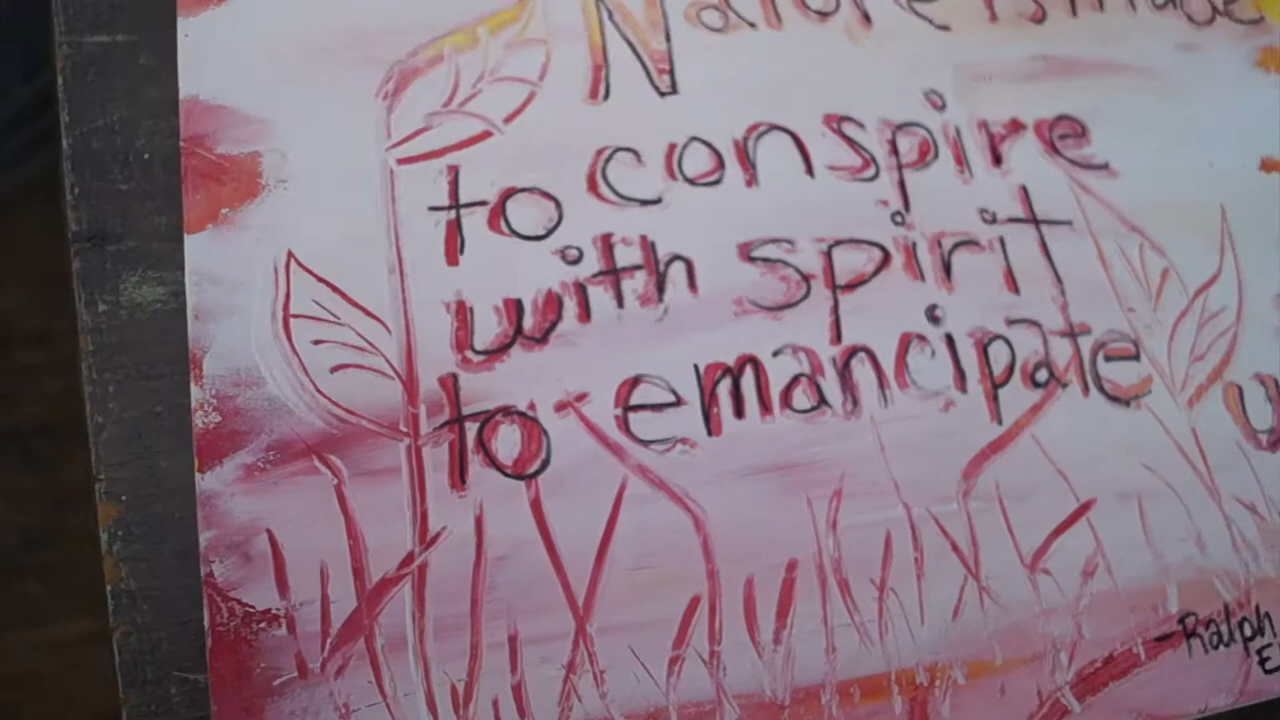 Nature is made
to conspire
with spirit
to emancipate u
-Ralph
E